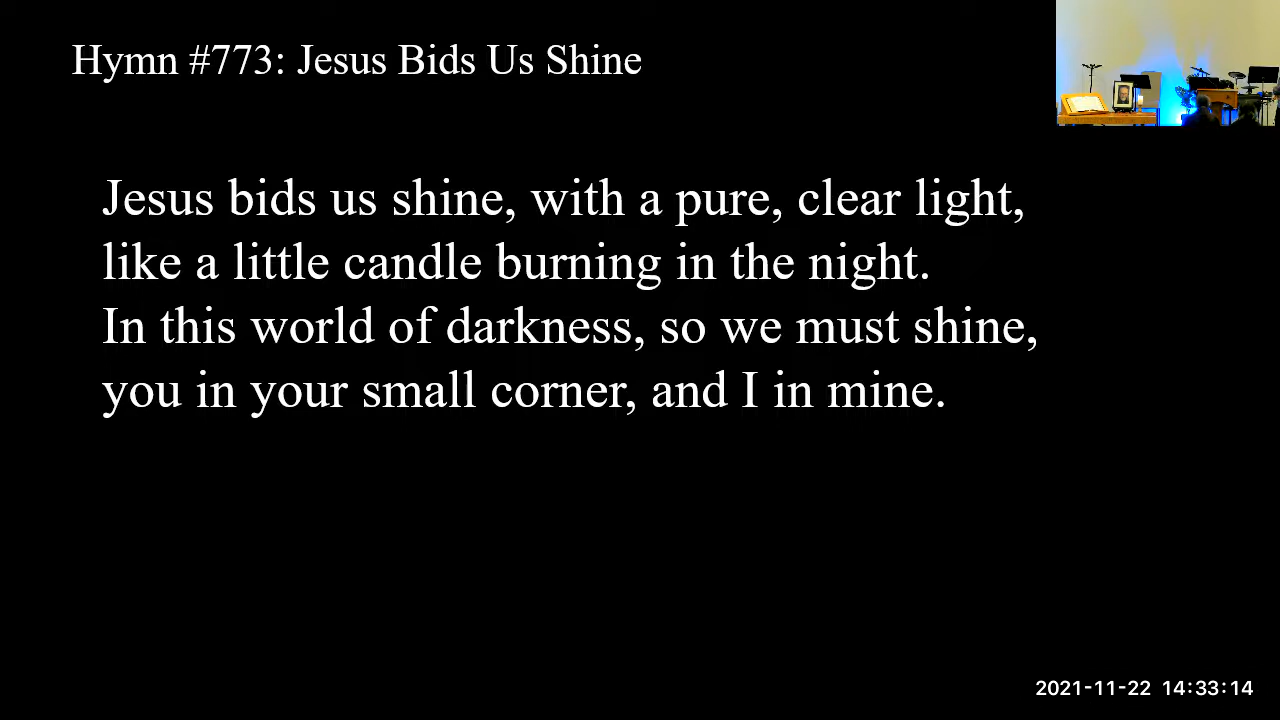 Hymn #773: Jesus Bids Us Shine
Jesus bids us shine, with a pure, clear light,
like a little candle burning in the night.
In this world of darkness, so we must shine,
you in your small corner, and I in mine.
2021-11-22 14:33:14